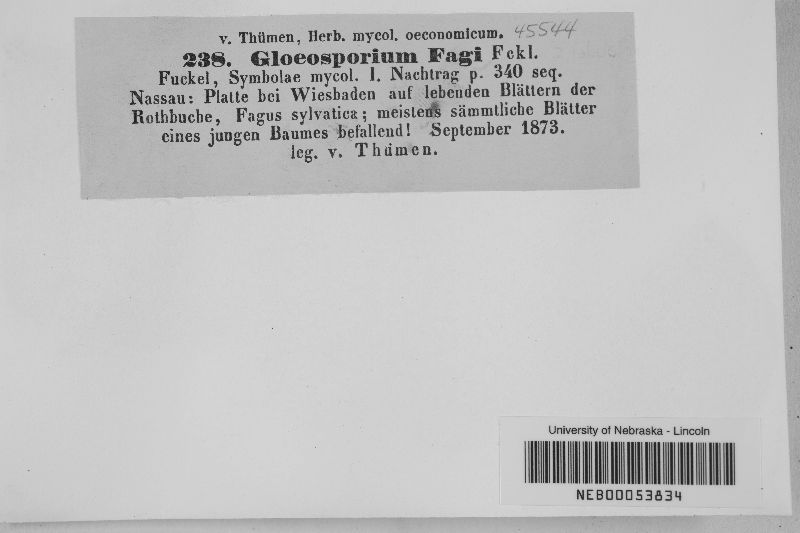 v. Thümen, Herb. mycol. oeconomicum. 45544
238. Gloeosporium Fagi Fckl.
Fuckel, Symbolae mycol. I. Nachtrag p. 340 seq.
Nassau: Platte bei Wiesbaden auf lebenden Blättern der
Rothbuche, Fagus sylvatica; meistens sämmtliche Blätter
eines jungen Baumes befallend! September 1873.
leg. v. Thümen.
University of Nebraska - Lincoln
NEB00053834